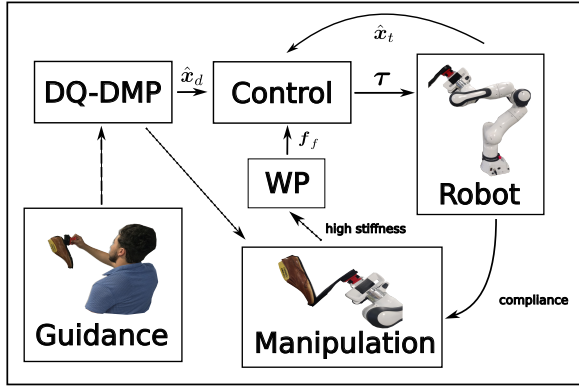 x̂_t
DQ-DMP
x̂_d
Control
τ
Robot
f_f
WP
high stiffness
Guidance
Manipulation
compliance